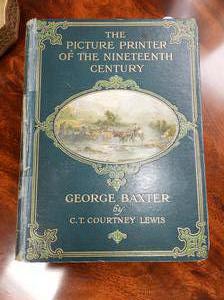 THE
PICTURE PRINTER
OF THE NINETEENTH
CENTURY
GEORGE BAXTER
by
C.T. COURTNEY LEWIS